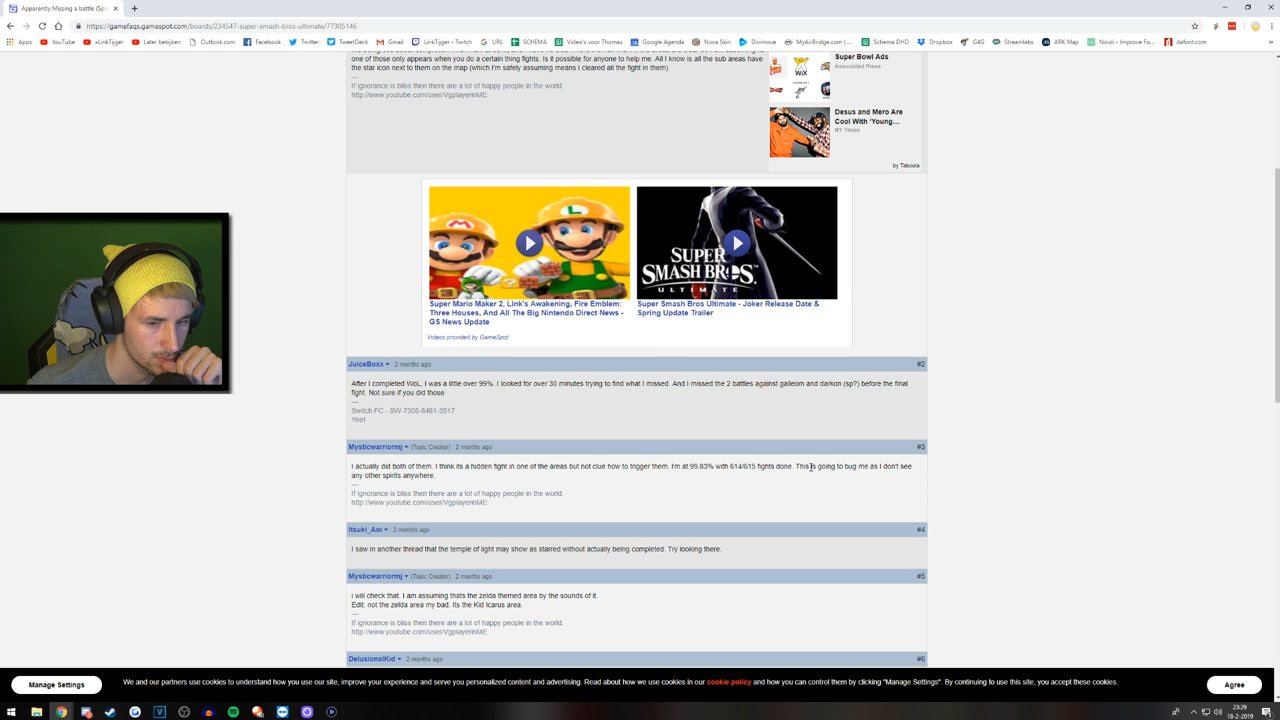 Apparently Missing a battle (Spo
https://gamefaqs.gamespot.com/boards/234547-super-smash-bros-ultimate/77305146
Apps YouTube xLinkTijger Later bekijken Outlook.com Facebook Twitter TweetDeck Gmail LinkTijger - Twitch URL SCHEMA Video's voor Thomas Google Agenda Nova Skin Divimove MyAirBridge.com | ... Schema DHD Dropbox G4G Streamlabs ARK Map Novoli - Improve Fo... dafont.com
one of those only appears when you do a certain thing fights. Is it possible for anyone to help me. All I know is all the sub areas have
the star icon next to them on the map (which I'm safely assuming means I cleared all the fight in them).
---
If ignorance is bliss then there are a lot of happy people in the world.
http://www.youtube.com/user/VgplayerInME
Super Bowl Ads
Associated Press
WiX
Desus and Mero Are
Cool With 'Young...
NY Times
by Taboola
SUPER
SMASH BROS
ULTIMATE
Super Mario Maker 2, Link's Awakening, Fire Emblem:
Three Houses, And All The Big Nintendo Direct News -
GS News Update
Super Smash Bros Ultimate - Joker Release Date &
Spring Update Trailer
Videos provided by GameSpot
JuiceBoxx 2 months ago #2
After I completed WoL, I was a little over 99%. I looked for over 30 minutes trying to find what I missed. And I missed the 2 battles against galleom and darkon (sp?) before the final
fight. Not sure if you did those
---
Switch FC - SW-7355-8461-3517
Yeel
Mysticwarriormj (Topic Creator) 2 months ago #3
I actually did both of them. I think its a hidden fight in one of the areas but not clue how to trigger them. I'm at 99.83% with 614/615 fights done. This is going to bug me as I don't see
any other spirits anywhere.
---
If ignorance is bliss then there are a lot of happy people in the world.
http://www.youtube.com/user/VgplayerInME
Itsuki_Aoi 2 months ago #4
I saw in another thread that the temple of light may show as starred without actually being completed. Try looking there.
Mysticwarriormj (Topic Creator) 2 months ago #5
I will check that. I am assuming thats the zelda themed area by the sounds of it.
Edit: not the zelda area my bad. Its the Kid Icarus area.
---
If ignorance is bliss then there are a lot of happy people in the world.
http://www.youtube.com/user/VgplayerInME
DelusionalKid 2 months ago #6
Manage Settings
We and our partners use cookies to understand how you use our site, improve your experience and serve you personalized content and advertising. Read about how we use cookies in our cookie policy and how you can control them by clicking "Manage Settings". By continuing to use this site, you accept these cookies.
Agree
23:29
18-2-2019